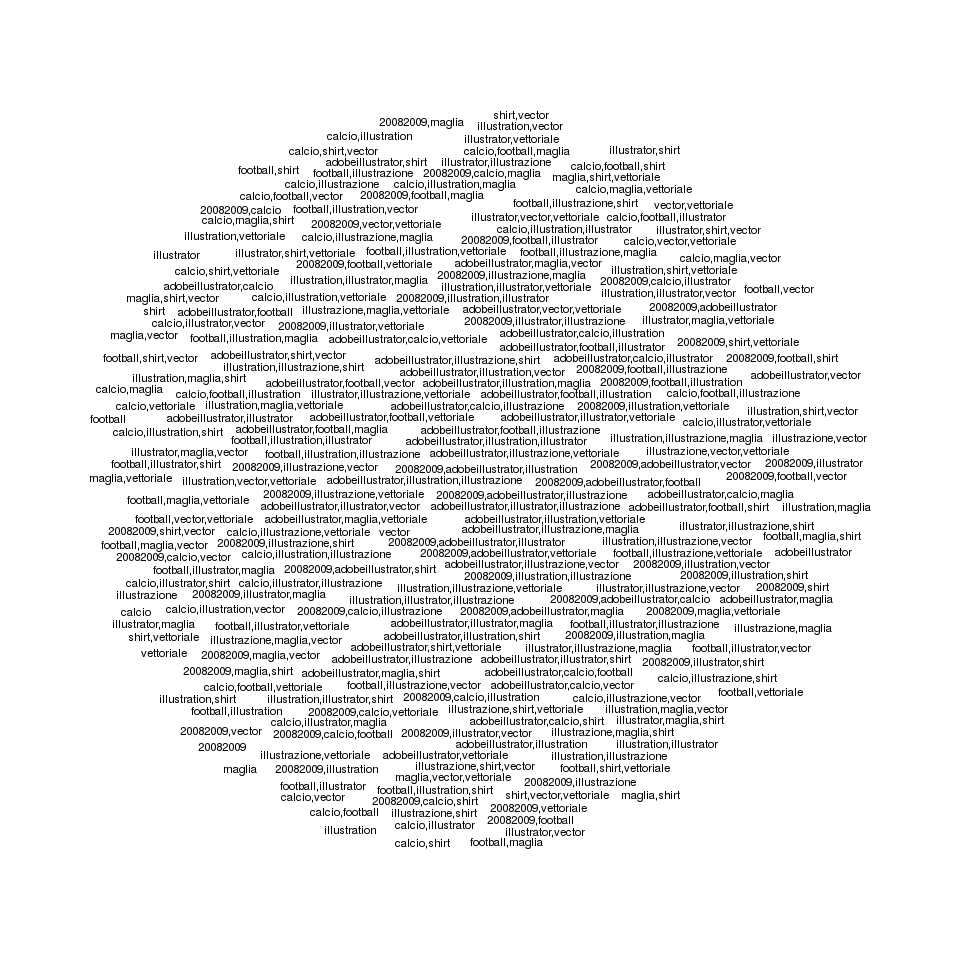 shirt,vector
20082009,maglia illustration,vector
calcio,illustration illustrator,vettoriale
calcio,shirt,vector calcio,football,maglia illustrator,shirt
adobeillustrator,shirt illustrator,illustrazione calcio,football,shirt
football,shirt football,illustrazione 20082009,calcio,maglia maglia,shirt,vettoriale
calcio,illustrazione calcio,illustration,maglia calcio,maglia,vettoriale
calcio,football,vector 20082009,football,maglia football,illustrazione,shirt vector,vettoriale
20082009,calcio football,illustration,vector illustrator,vector,vettoriale calcio,football,illustrator
calcio,maglia,shirt 20082009,vector,vettoriale calcio,illustration,illustrator illustrator,shirt,vector
illustration,vettoriale calcio,illustrazione,maglia 20082009,football,illustrator calcio,vector,vettoriale
illustrator illustrator,shirt,vettoriale football,illustration,vettoriale football,illustrazione,maglia calcio,maglia,vector
20082009,football,vettoriale adobeillustrator,maglia,vector illustration,shirt,vettoriale
calcio,shirt,vettoriale illustration,illustrator,maglia 20082009,illustrazione,maglia 20082009,calcio,illustrator
adobeillustrator,calcio illustration,illustrator,vettoriale illustration,illustrator,vector football,vector
maglia,shirt,vector calcio,illustration,vettoriale 20082009,illustration,illustrator
shirt adobeillustrator,football illustrazione,maglia,vettoriale adobeillustrator,vector,vettoriale 20082009,adobeillustrator
calcio,illustrator,vector 20082009,illustrator,vettoriale 20082009,illustrator,illustrazione illustrator,maglia,vettoriale
maglia,vector football,illustration,maglia adobeillustrator,calcio,vettoriale adobeillustrator,calcio,illustration
adobeillustrator,football,illustrator 20082009,shirt,vettoriale
football,shirt,vector adobeillustrator,shirt,vector adobeillustrator,illustrazione,shirt adobeillustrator,calcio,illustrator 20082009,football,shirt
illustration,illustrazione,shirt adobeillustrator,illustration,vector 20082009,football,illustrazione adobeillustrator,vector
illustration,maglia,shirt adobeillustrator,football,vector adobeillustrator,illustration,maglia 20082009,football,illustration
calcio,maglia calcio,football,illustration illustrator,illustrazione,vettoriale adobeillustrator,football,illustration calcio,football,illustrazione
calcio,vettoriale illustration,maglia,vettoriale adobeillustrator,calcio,illustrazione 20082009,illustration,vettoriale illustration,shirt,vector
football adobeillustrator,illustrator adobeillustrator,football,vettoriale adobeillustrator,illustrator,vettoriale calcio,illustrator,vettoriale
calcio,illustration,shirt adobeillustrator,football,maglia adobeillustrator,football,illustrazione
football,illustration,illustrator adobeillustrator,illustration,illustrator illustration,illustrazione,maglia illustrazione,vector
illustrator,maglia,vector football,illustration,illustrazione adobeillustrator,illustrazione,vettoriale illustrazione,vector,vettoriale
football,illustrator,shirt 20082009,illustrazione,vector 20082009,adobeillustrator,illustration 20082009,adobeillustrator,vector 20082009,illustrator
maglia,vettoriale illustration,vector,vettoriale adobeillustrator,illustration,illustrazione 20082009,adobeillustrator,football 20082009,football,vector
football,maglia,vettoriale 20082009,illustrazione,vettoriale 20082009,adobeillustrator,illustrazione adobeillustrator,calcio,maglia
adobeillustrator,illustrator,vector adobeillustrator,illustrator,illustrazione adobeillustrator,football,shirt illustration,maglia
football,vector,vettoriale adobeillustrator,maglia,vettoriale adobeillustrator,illustration,vettoriale
20082009,shirt,vector calcio,illustrazione,vettoriale vector adobeillustrator,illustrazione,maglia illustrator,illustrazione,shirt
football,maglia,vector 20082009,illustrazione,shirt 20082009,adobeillustrator,illustrator illustration,illustrazione,vector football,maglia,shirt
20082009,calcio,vector calcio,illustration,illustrazione 20082009,adobeillustrator,vettoriale football,illustrazione,vettoriale adobeillustrator
football,illustrator,maglia 20082009,adobeillustrator,shirt adobeillustrator,illustrazione,vector 20082009,illustration,vector
calcio,illustrator,shirt calcio,illustrator,illustrazione 20082009,illustration,illustrazione 20082009,illustration,shirt
illustrazione 20082009,illustrator,maglia illustration,illustrazione,vettoriale illustrator,illustrazione,vector 20082009,shirt
illustration,illustrator,illustrazione 20082009,adobeillustrator,calcio adobeillustrator,maglia
calcio calcio,illustration,vector 20082009,calcio,illustrazione 20082009,adobeillustrator,maglia 20082009,maglia,vettoriale
illustrator,maglia football,illustrator,vettoriale adobeillustrator,illustrator,maglia football,illustrator,illustrazione illustrazione,maglia
shirt,vettoriale illustrazione,maglia,vector adobeillustrator,illustration,shirt 20082009,illustration,maglia
vettoriale 20082009,maglia,vector adobeillustrator,shirt,vettoriale illustrator,illustrazione,maglia football,illustrator,vector
adobeillustrator,illustrazione adobeillustrator,illustrator,shirt 20082009,illustrator,shirt
20082009,maglia,shirt adobeillustrator,maglia,shirt adobeillustrator,calcio,football calcio,illustrazione,shirt
calcio,football,vettoriale football,illustrazione,vector adobeillustrator,calcio,vector football,vettoriale
illustration,shirt illustration,illustrator,shirt 20082009,calcio,illustration calcio,illustrazione,vector
football,illustration 20082009,calcio,vettoriale illustrazione,shirt,vettoriale illustration,maglia,vector
calcio,illustrator,maglia adobeillustrator,calcio,shirt illustrator,maglia,shirt
20082009,vector 20082009,calcio,football 20082009,illustrator,vector illustrazione,maglia,shirt
20082009 adobeillustrator,illustration illustration,illustrator
illustrazione,vettoriale adobeillustrator,vettoriale illustration,illustrazione
maglia 20082009,illustration illustrazione,shirt,vector football,shirt,vettoriale
maglia,vector,vettoriale 20082009,illustrazione
football,illustrator football,illustration,shirt
calcio,vector 20082009,calcio,shirt shirt,vector,vettoriale maglia,shirt
calcio,football illustrazione,shirt 20082009,vettoriale
illustration calcio,illustrator 20082009,football
illustrator,vector
calcio,shirt football,maglia